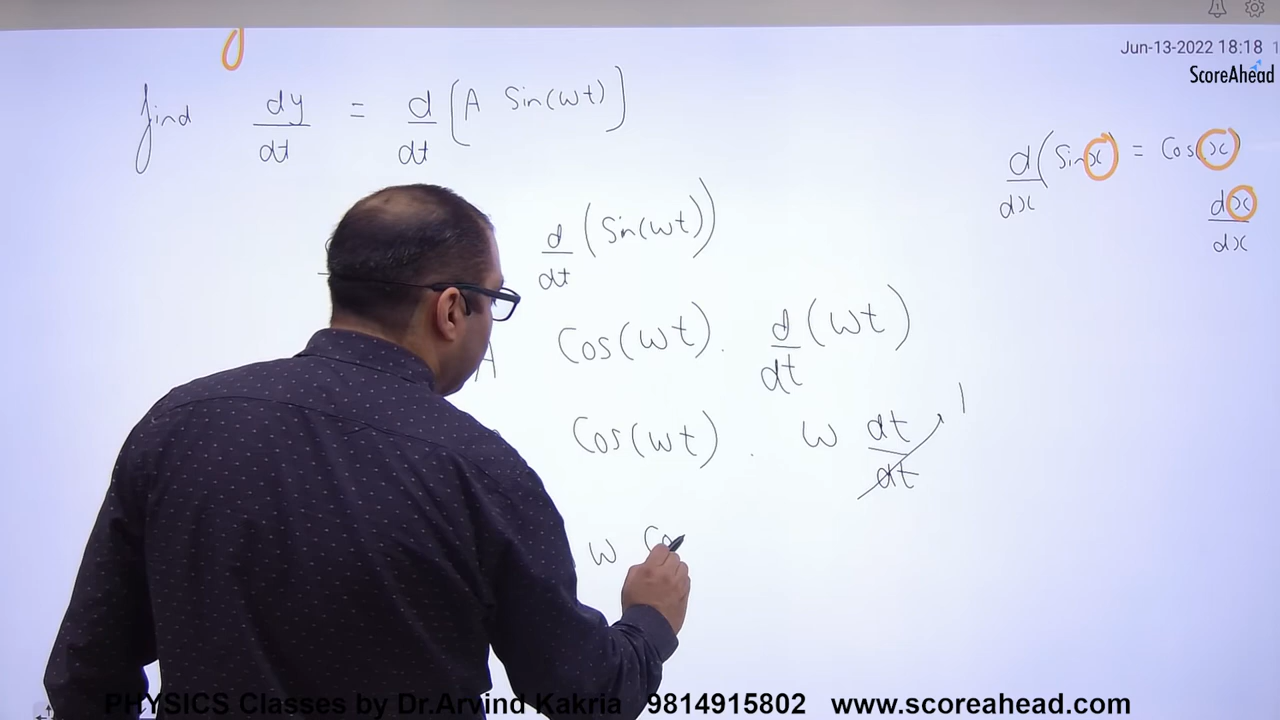 Jun-13-2022 18:18 1
ScoreAhead
find dy/dt = d/dt [A Sin(ωt)]
d/dx (Sin x) = Cos(x) dx/dx
d/dt (Sin(ωt))
A Cos(ωt) . d/dt (ωt)
Cos(ωt) . ω dt/dt 1
ω Co
PHYSICS Classes by Dr.Arvind Kakria 9814915802 www.scoreahead.com